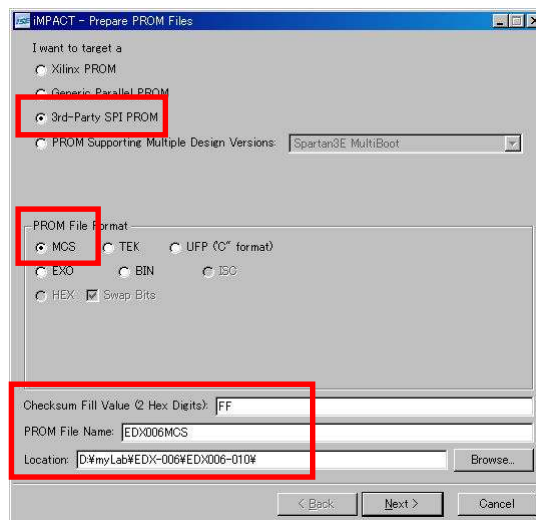 iMPACT - Prepare PROM Files
I want to target a
Xilinx PROM
Generic Parallel PROM
3rd-Party SPI PROM
PROM Supporting Multiple Design Versions: Spartan3E MultiBoot
PROM File Format
MCS TEK UFP ("C" format)
EXO BIN ISC
HEX Swap Bits
Checksum Fill Value (2 Hex Digits): FF
PROM File Name: EDX006MCS
Location: D:¥myLab¥EDX-006¥EDX006-010¥ Browse...
< Back Next > Cancel